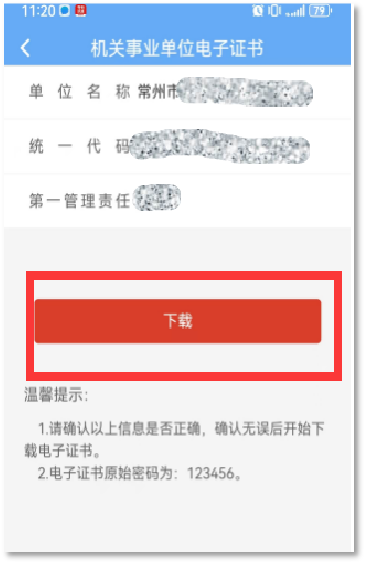 11:20
79
机关事业单位电子证书
单位名称 常州市
统一代码
第一管理责任
下载
温馨提示：
1.请确认以上信息是否正确，确认无误后开始下
载电子证书。
2.电子证书原始密码为：123456。